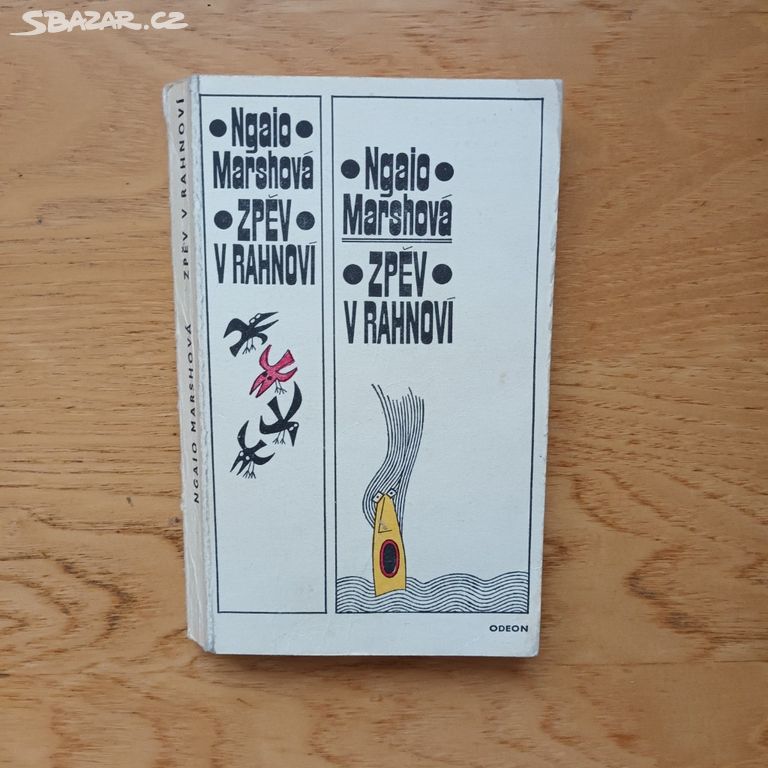 SBAZAR.CZ
NGAIO MARSHOVÁ ZPĚV V RAHNOVÍ
Ngaio
Marshová
ZPĚV
V RAHNOVÍ
Ngaio
Marshová
ZPĚV
V RAHNOVÍ
ODEON